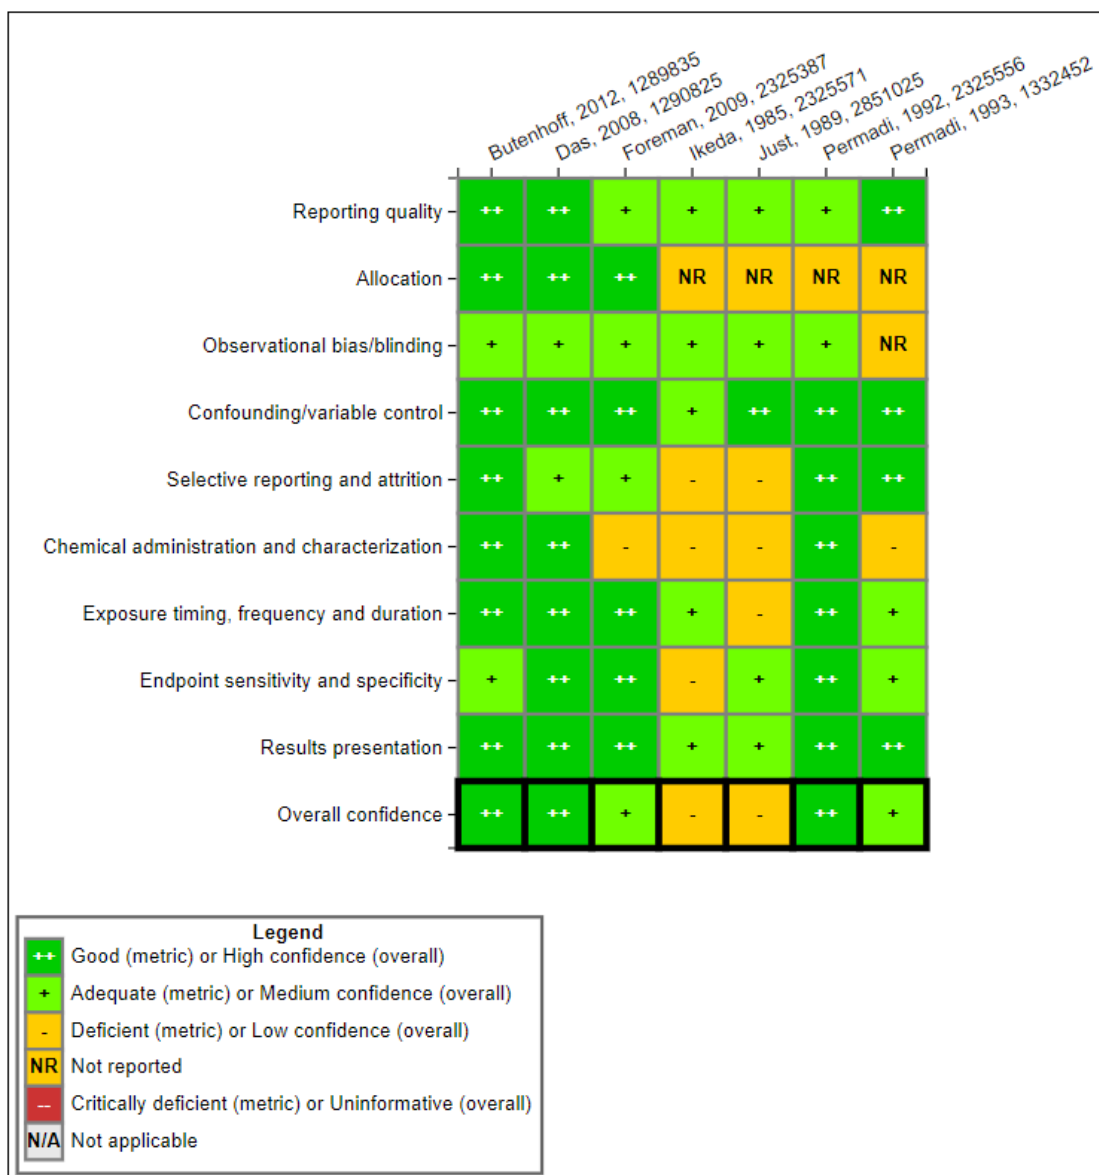 Butenhoff, 2012, 1289835
Das, 2008, 1290825
Foreman, 2009, 2325387
Ikeda, 1985, 2325571
Just, 1989, 2851025
Permadi, 1992, 2325556
Permadi, 1993, 1332452
Reporting quality ++ ++ + + + + ++
Allocation ++ ++ ++ NR NR NR NR
Observational bias/blinding + + + + + + NR
Confounding/variable control ++ ++ ++ + ++ ++ ++
Selective reporting and attrition ++ + + - - ++ ++
Chemical administration and characterization ++ ++ - - - ++ -
Exposure timing, frequency and duration ++ ++ ++ + - ++ +
Endpoint sensitivity and specificity + ++ ++ - + ++ +
Results presentation ++ ++ ++ + + ++ ++
Overall confidence ++ ++ + - - ++ +
Legend
++ Good (metric) or High confidence (overall)
+ Adequate (metric) or Medium confidence (overall)
- Deficient (metric) or Low confidence (overall)
NR Not reported
-- Critically deficient (metric) or Uninformative (overall)
N/A Not applicable